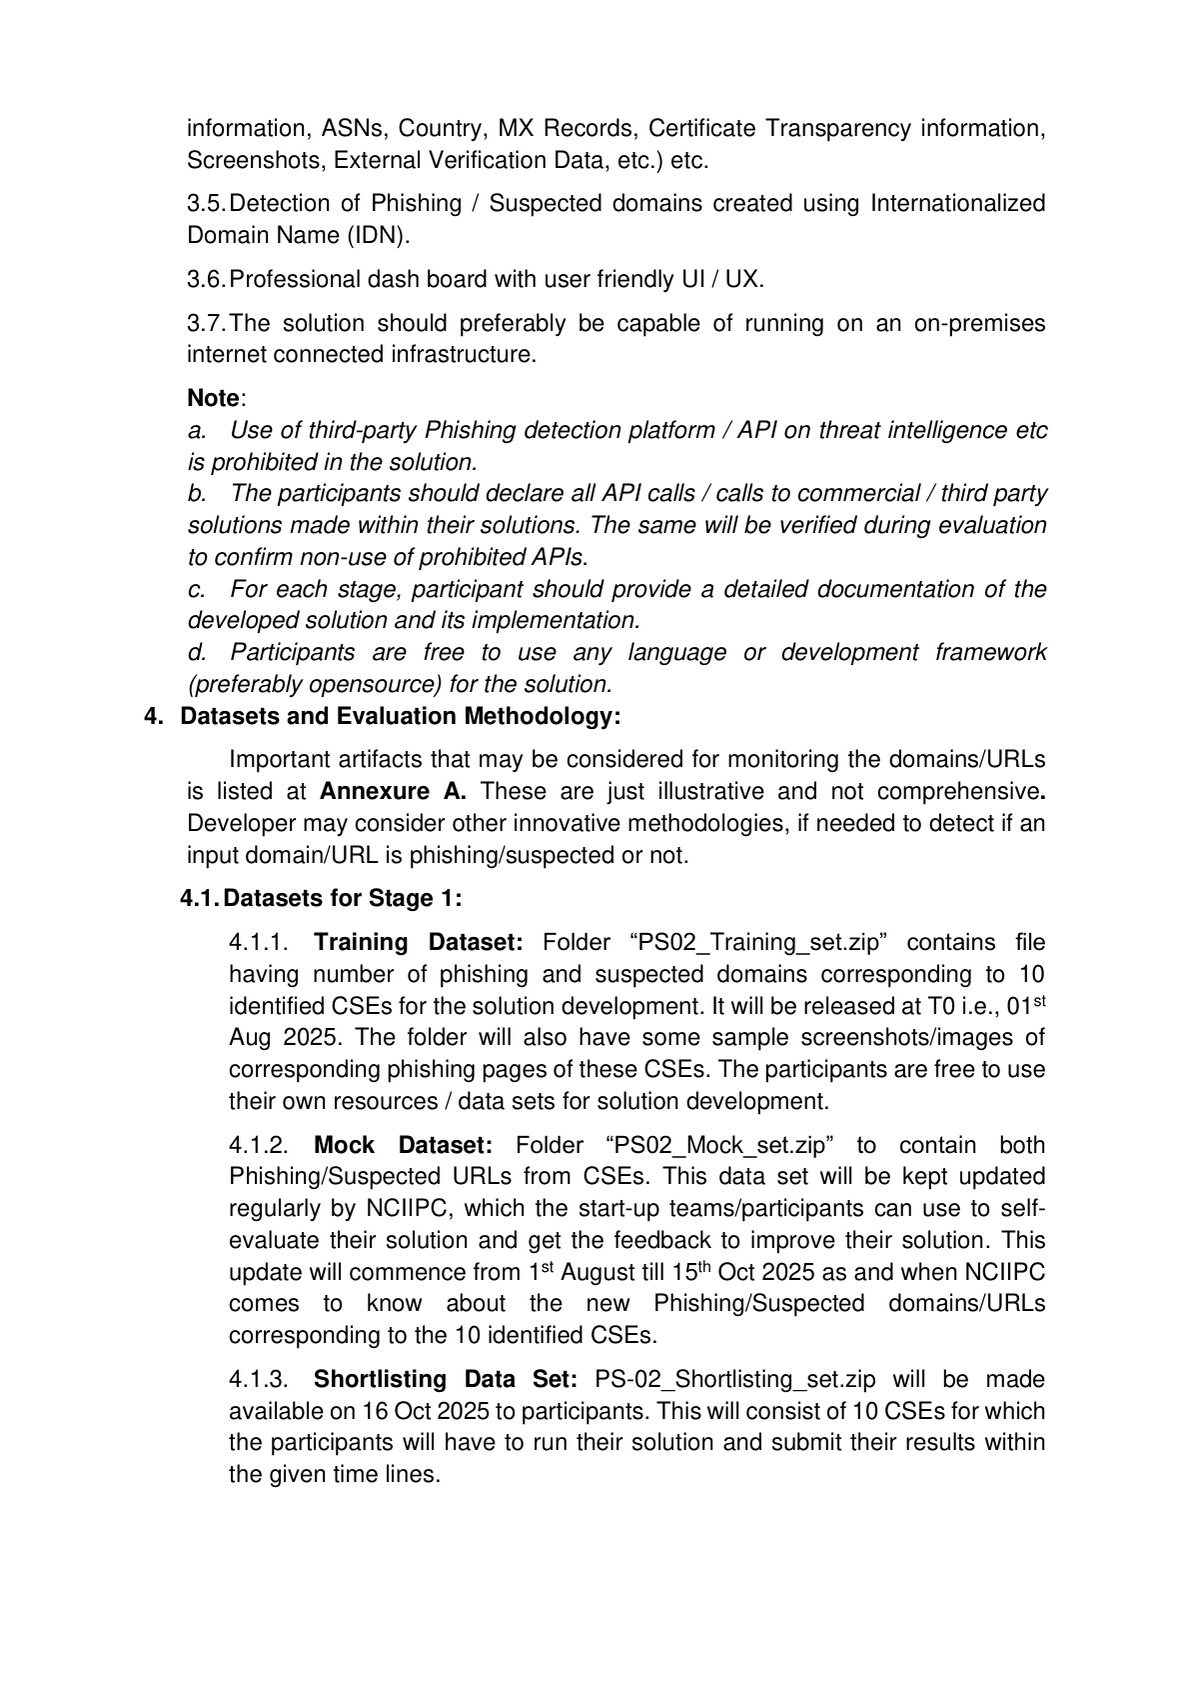 information, ASNs, Country, MX Records, Certificate Transparency information,
Screenshots, External Verification Data, etc.) etc.
3.5. Detection of Phishing / Suspected domains created using Internationalized
Domain Name (IDN).
3.6. Professional dash board with user friendly UI / UX.
3.7. The solution should preferably be capable of running on an on-premises
internet connected infrastructure.
Note:
a. Use of third-party Phishing detection platform / API on threat intelligence etc
is prohibited in the solution.
b. The participants should declare all API calls / calls to commercial / third party
solutions made within their solutions. The same will be verified during evaluation
to confirm non-use of prohibited APIs.
c. For each stage, participant should provide a detailed documentation of the
developed solution and its implementation.
d. Participants are free to use any language or development framework
(preferably opensource) for the solution.
4. Datasets and Evaluation Methodology:
Important artifacts that may be considered for monitoring the domains/URLs
is listed at Annexure A. These are just illustrative and not comprehensive.
Developer may consider other innovative methodologies, if needed to detect if an
input domain/URL is phishing/suspected or not.
4.1. Datasets for Stage 1:
4.1.1. Training Dataset: Folder “PS02_Training_set.zip” contains file
having number of phishing and suspected domains corresponding to 10
identified CSEs for the solution development. It will be released at T0 i.e., 01st
Aug 2025. The folder will also have some sample screenshots/images of
corresponding phishing pages of these CSEs. The participants are free to use
their own resources / data sets for solution development.
4.1.2. Mock Dataset: Folder “PS02_Mock_set.zip” to contain both
Phishing/Suspected URLs from CSEs. This data set will be kept updated
regularly by NCIIPC, which the start-up teams/participants can use to self-
evaluate their solution and get the feedback to improve their solution. This
update will commence from 1st August till 15th Oct 2025 as and when NCIIPC
comes to know about the new Phishing/Suspected domains/URLs
corresponding to the 10 identified CSEs.
4.1.3. Shortlisting Data Set: PS-02_Shortlisting_set.zip will be made
available on 16 Oct 2025 to participants. This will consist of 10 CSEs for which
the participants will have to run their solution and submit their results within
the given time lines.